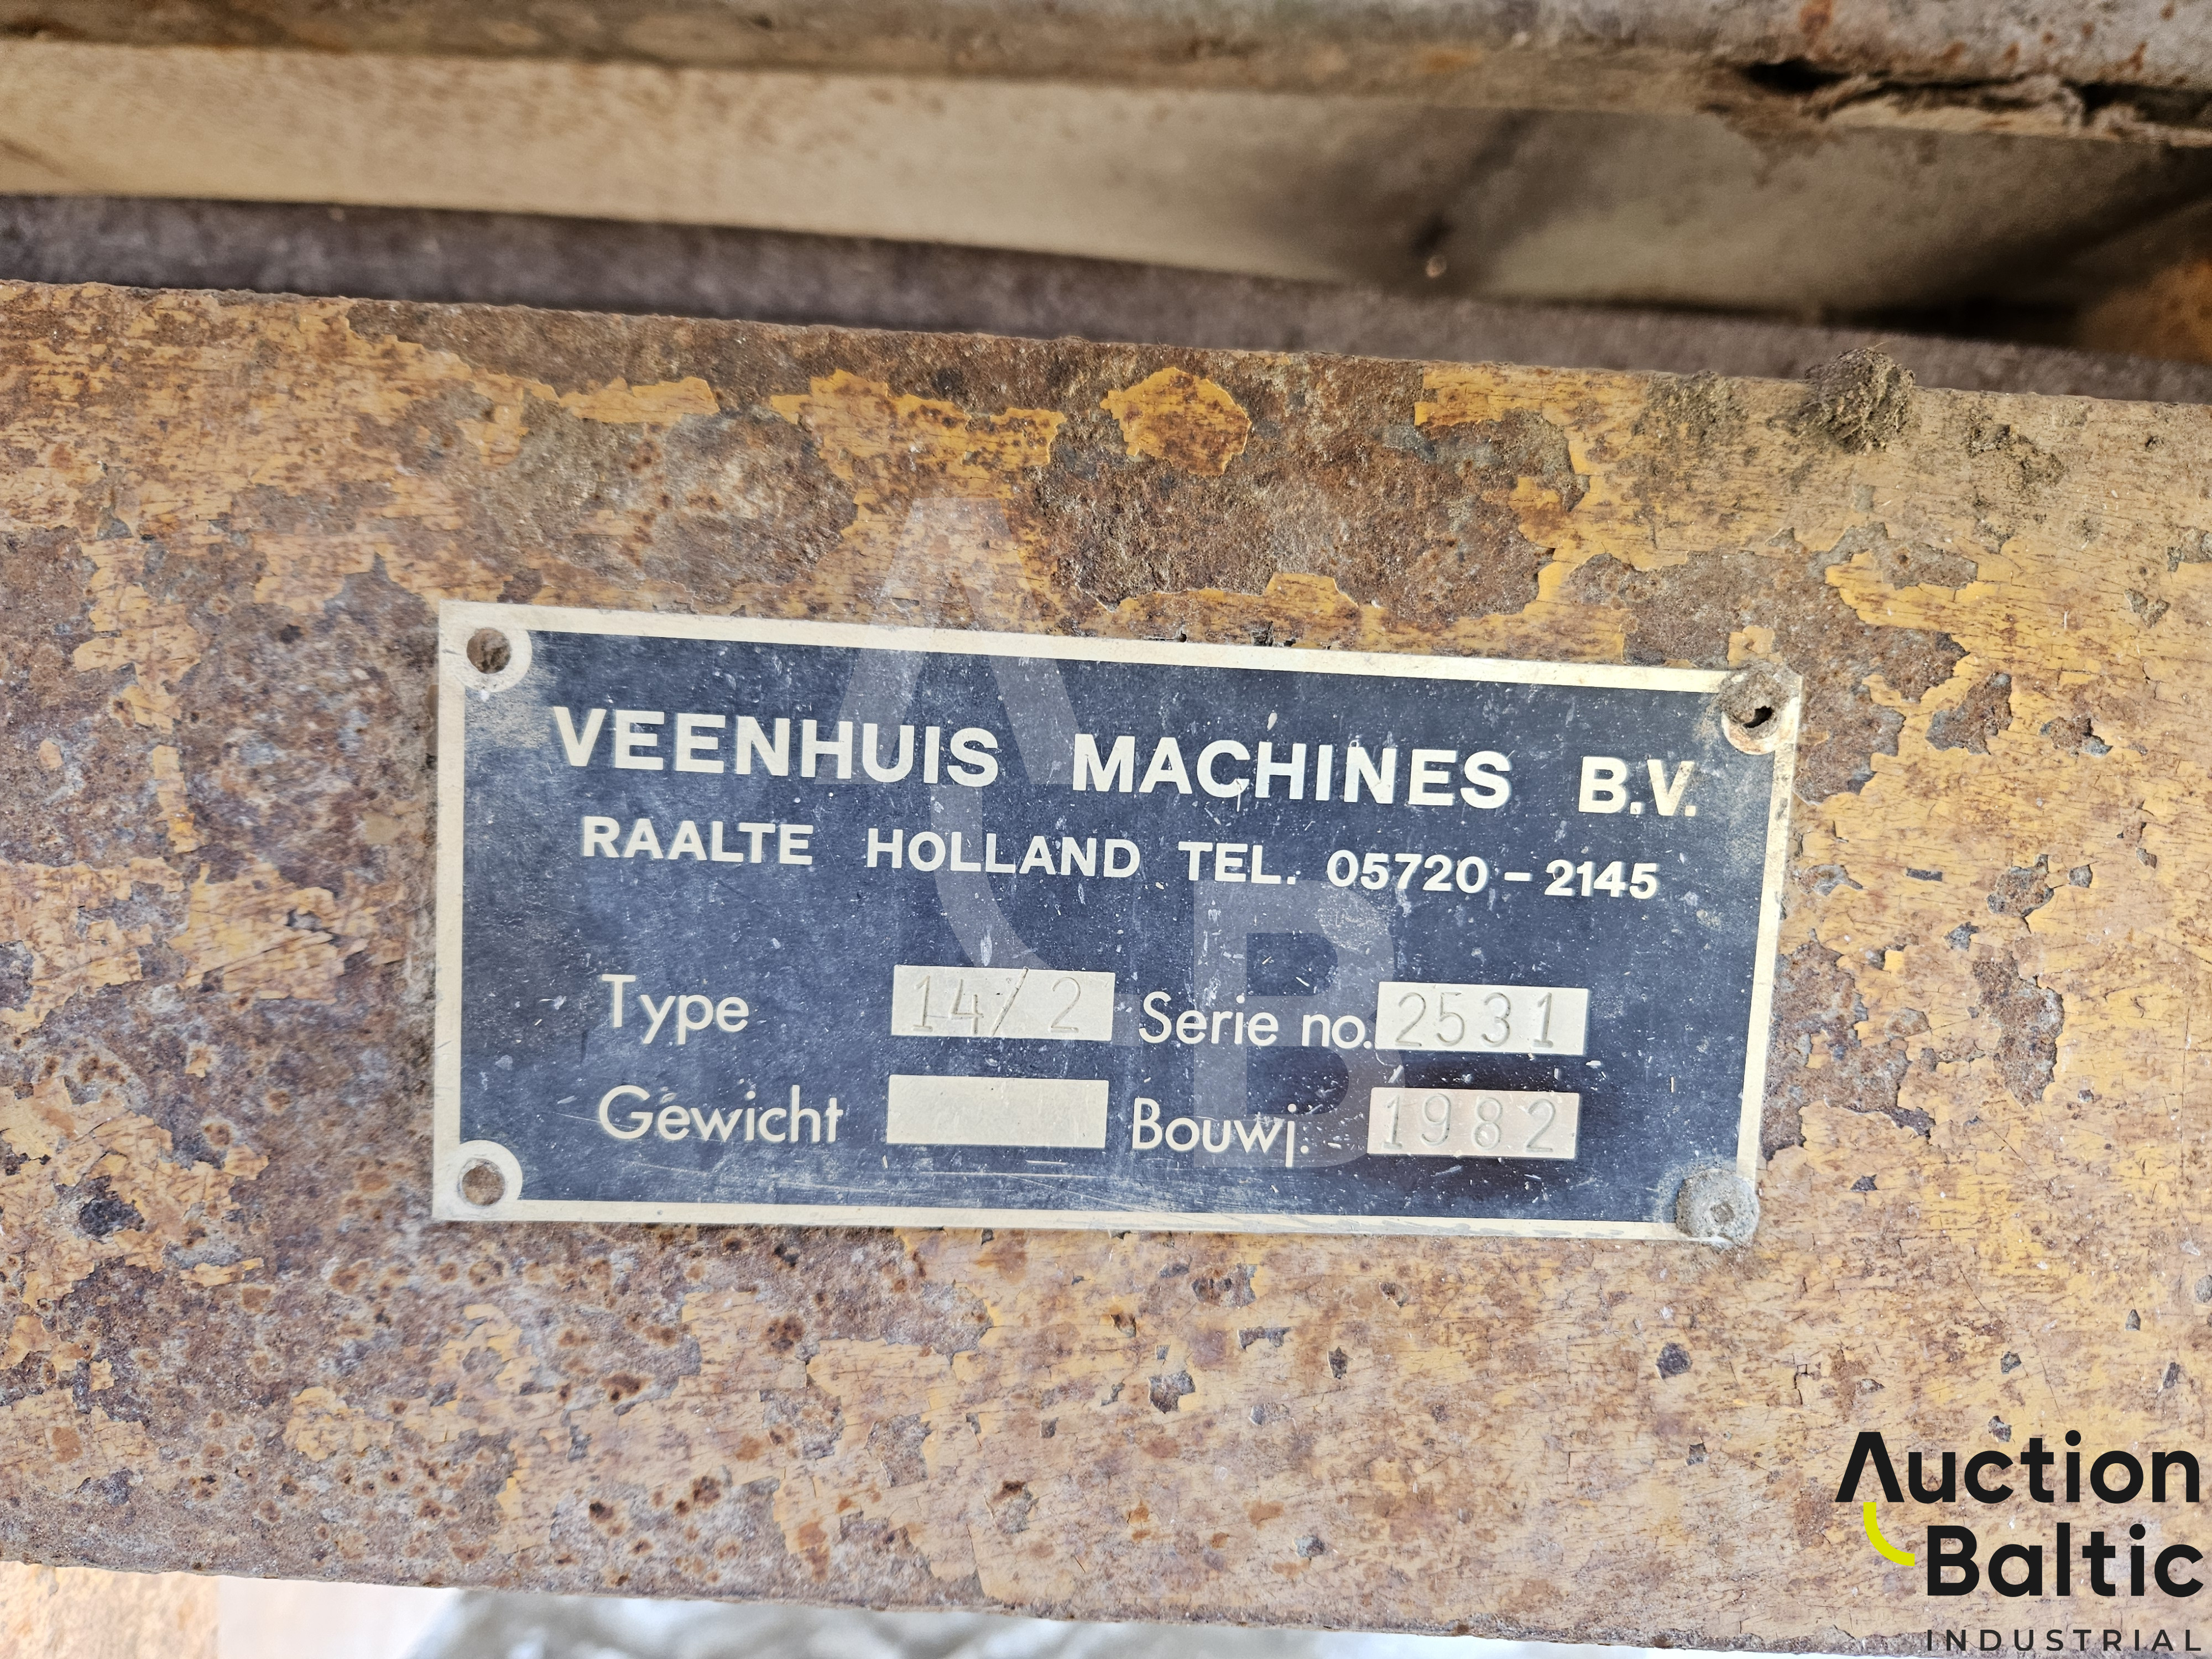 VEENHUIS MACHINES B.V.
RAALTE HOLLAND TEL. 05720 - 2145
Type 14/2 Serie no. 2531
Gewicht Bouwj. 1982
AB
Auction
Baltic
INDUSTRIAL